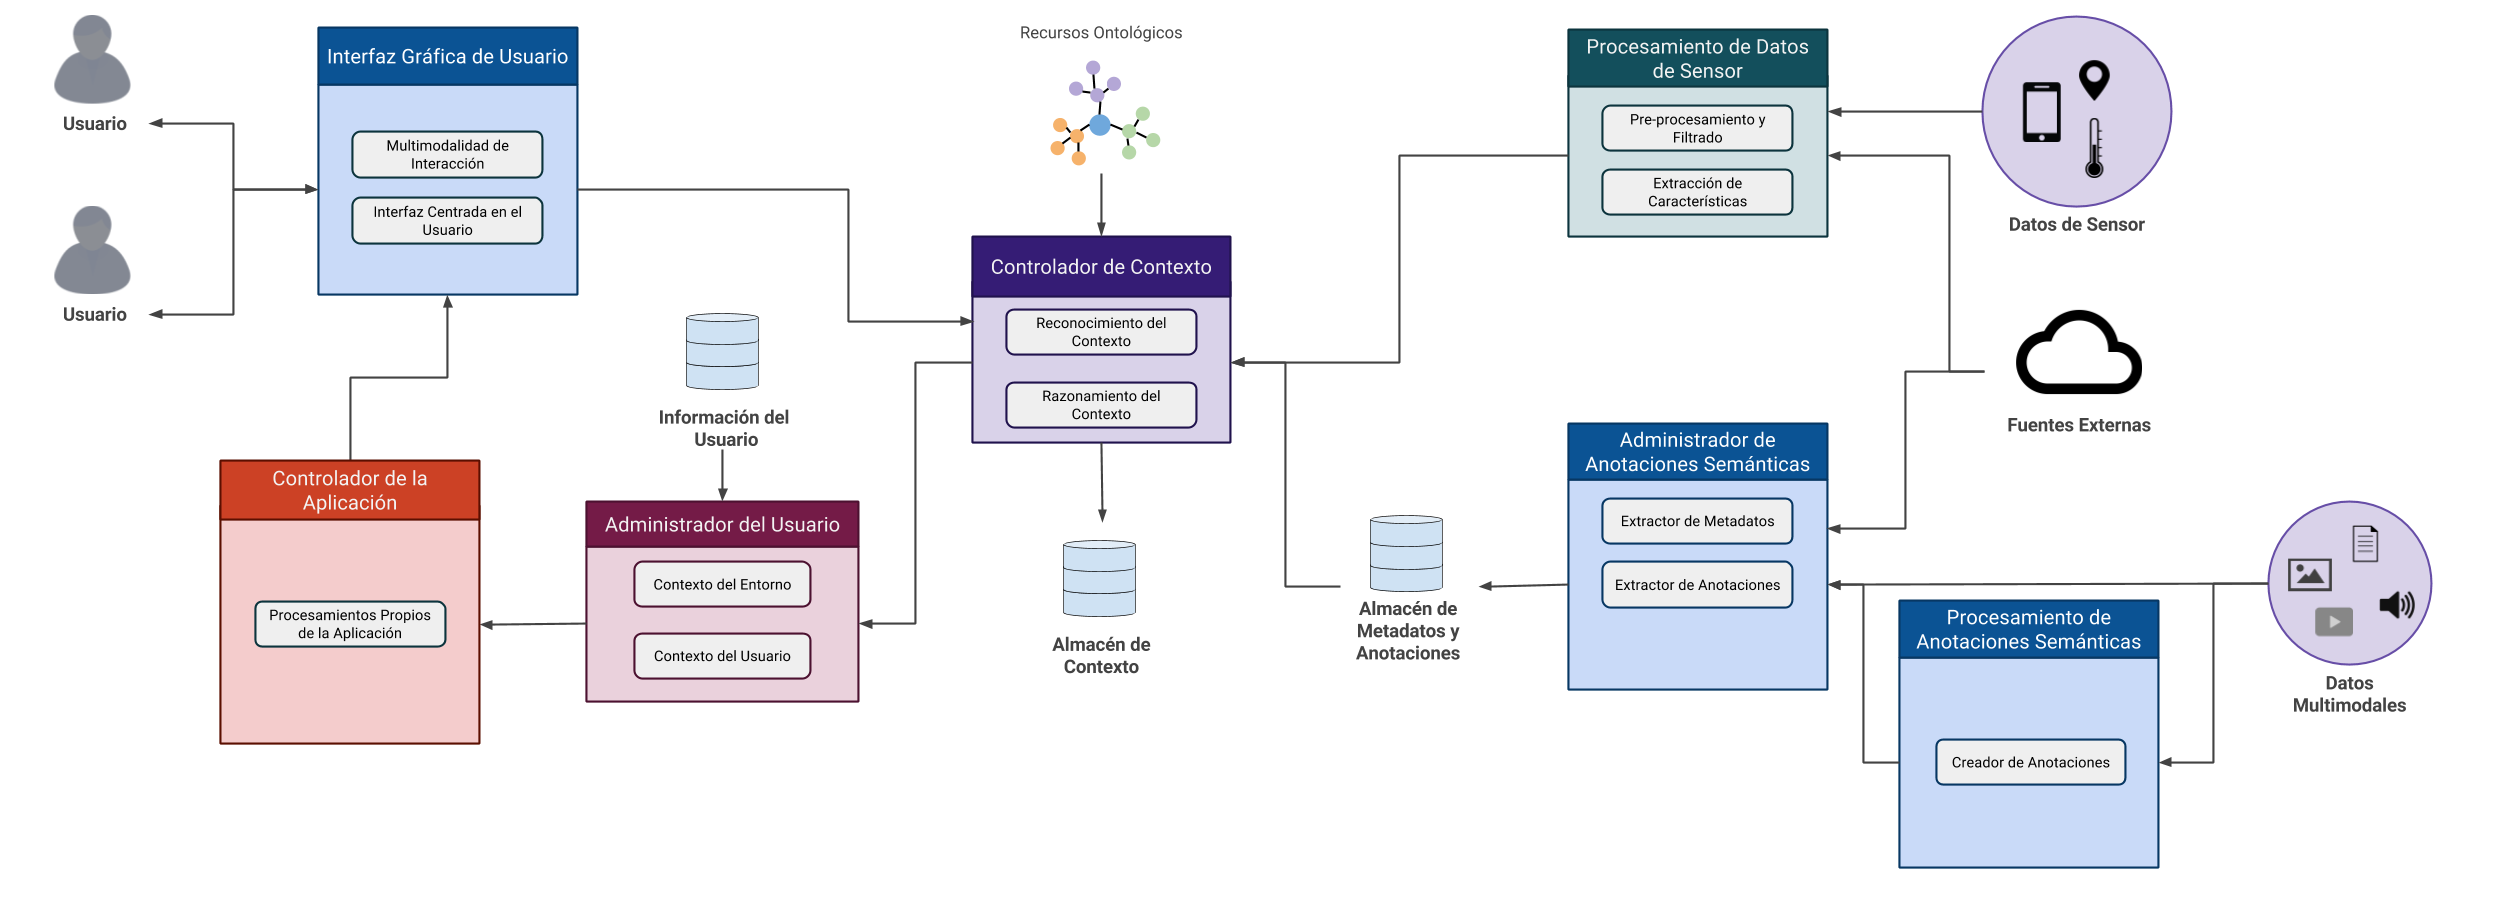 Usuario
Usuario
Interfaz Gráfica de Usuario
Multimodalidad de
Interacción
Interfaz Centrada en el
Usuario
Recursos Ontológicos
Controlador de Contexto
Reconocimiento del
Contexto
Razonamiento del
Contexto
Procesamiento de Datos
de Sensor
Pre-procesamiento y
Filtrado
Extracción de
Características
Datos de Sensor
Fuentes Externas
Información del
Usuario
Controlador de la
Aplicación
Procesamientos Propios
de la Aplicación
Administrador del Usuario
Contexto del Entorno
Contexto del Usuario
Almacén de
Contexto
Almacén de
Metadatos y
Anotaciones
Administrador de
Anotaciones Semánticas
Extractor de Metadatos
Extractor de Anotaciones
Procesamiento de
Anotaciones Semánticas
Creador de Anotaciones
Datos
Multimodales